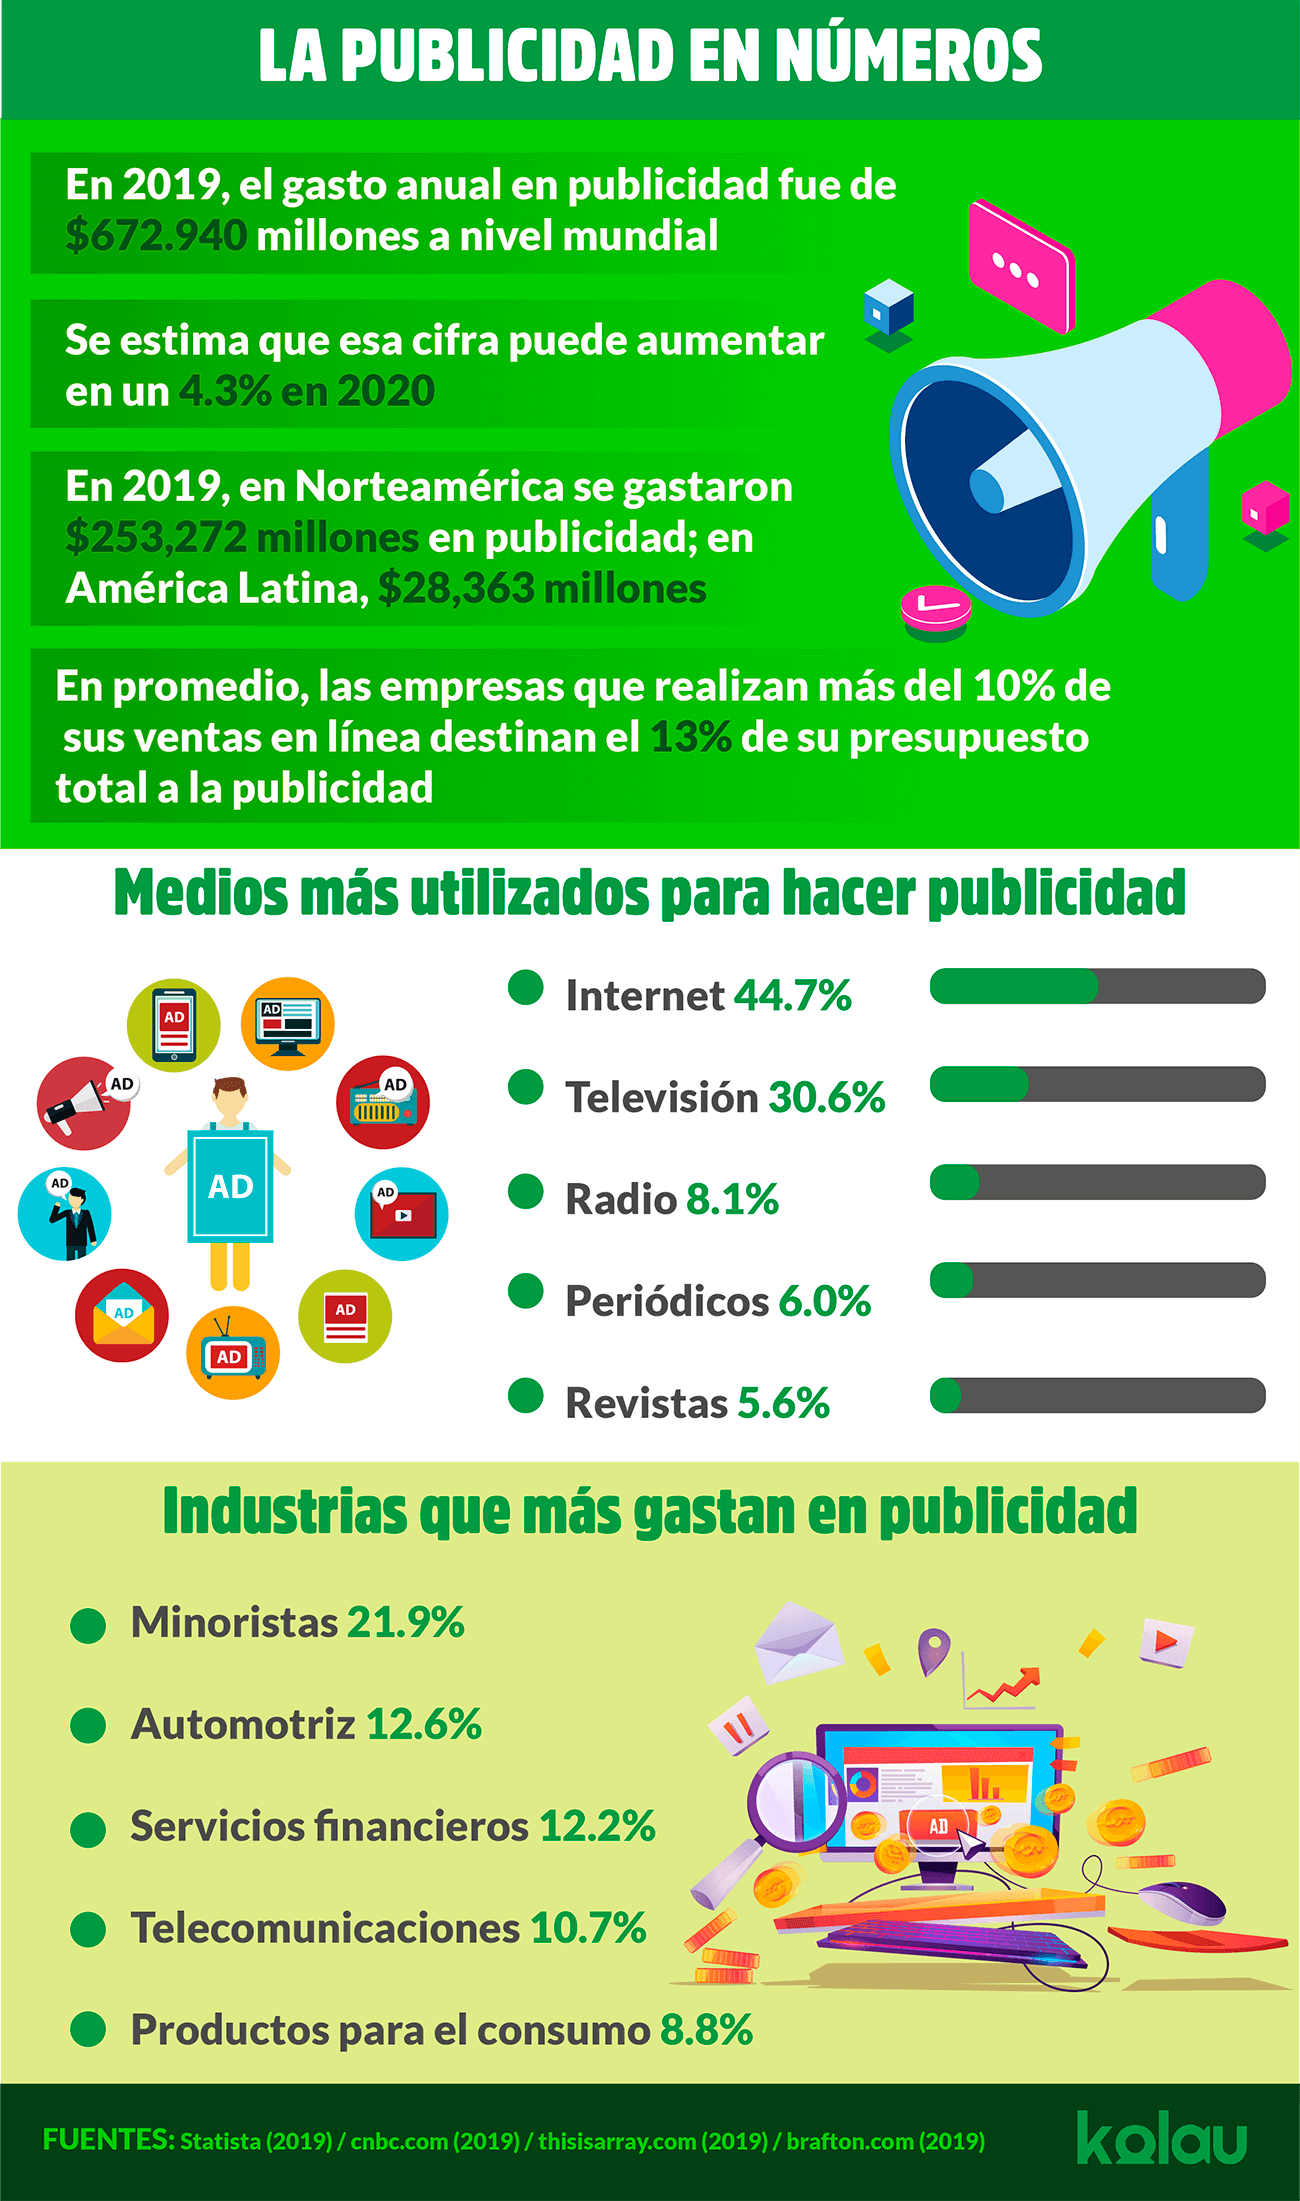 LA PUBLICIDAD EN NÚMEROS
En 2019, el gasto anual en publicidad fue de
$672.940 millones a nivel mundial
Se estima que esa cifra puede aumentar
en un 4.3% en 2020
En 2019, en Norteamérica se gastaron
$253,272 millones en publicidad; en
América Latina, $28,363 millones
En promedio, las empresas que realizan más del 10% de
sus ventas en línea destinan el 13% de su presupuesto
total a la publicidad
Medios más utilizados para hacer publicidad
AD
AD
AD
AD
AD
AD
AD
AD
AD
AD
Internet 44.7%
Televisión 30.6%
Radio 8.1%
Periódicos 6.0%
Revistas 5.6%
Industrias que más gastan en publicidad
Minoristas 21.9%
Automotriz 12.6%
Servicios financieros 12.2%
Telecomunicaciones 10.7%
Productos para el consumo 8.8%
AD
FUENTES: Statista (2019) / cnbc.com (2019) / thisisarray.com (2019) / brafton.com (2019)
kolau